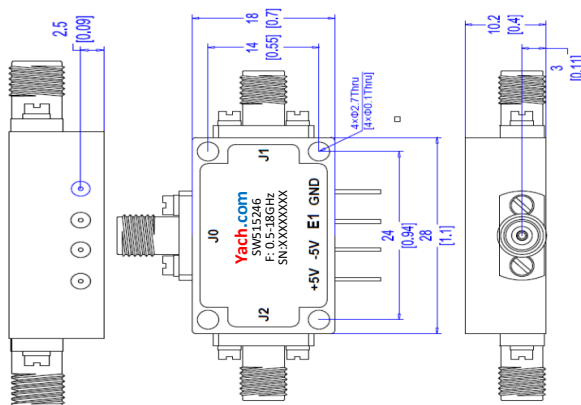 2.5
[0.09]
18
[0.7]
14
[0.55]
10.2
[0.4]
3
[0.11]
4×Φ2.7Thru
[4×Φ0.1Thru]
J1
J0
J2
Yach.com
SW515246
F: 0.5-18GHz
SN:XXXXXXXX
+5V -5V E1 GND
24
[0.94]
28
[1.1]